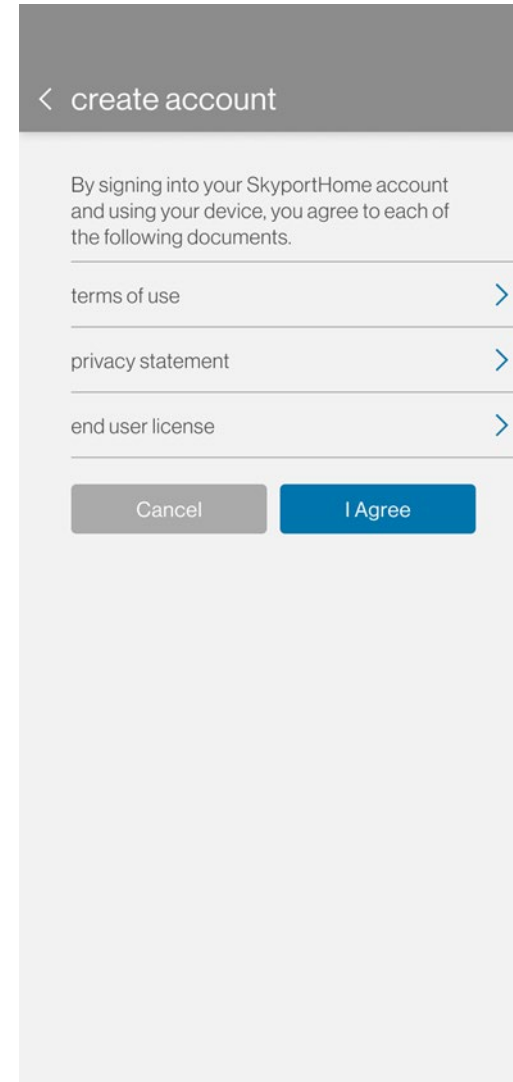 create account
By signing into your SkyportHome account
and using your device, you agree to each of
the following documents.
terms of use
privacy statement
end user license
Cancel
I Agree